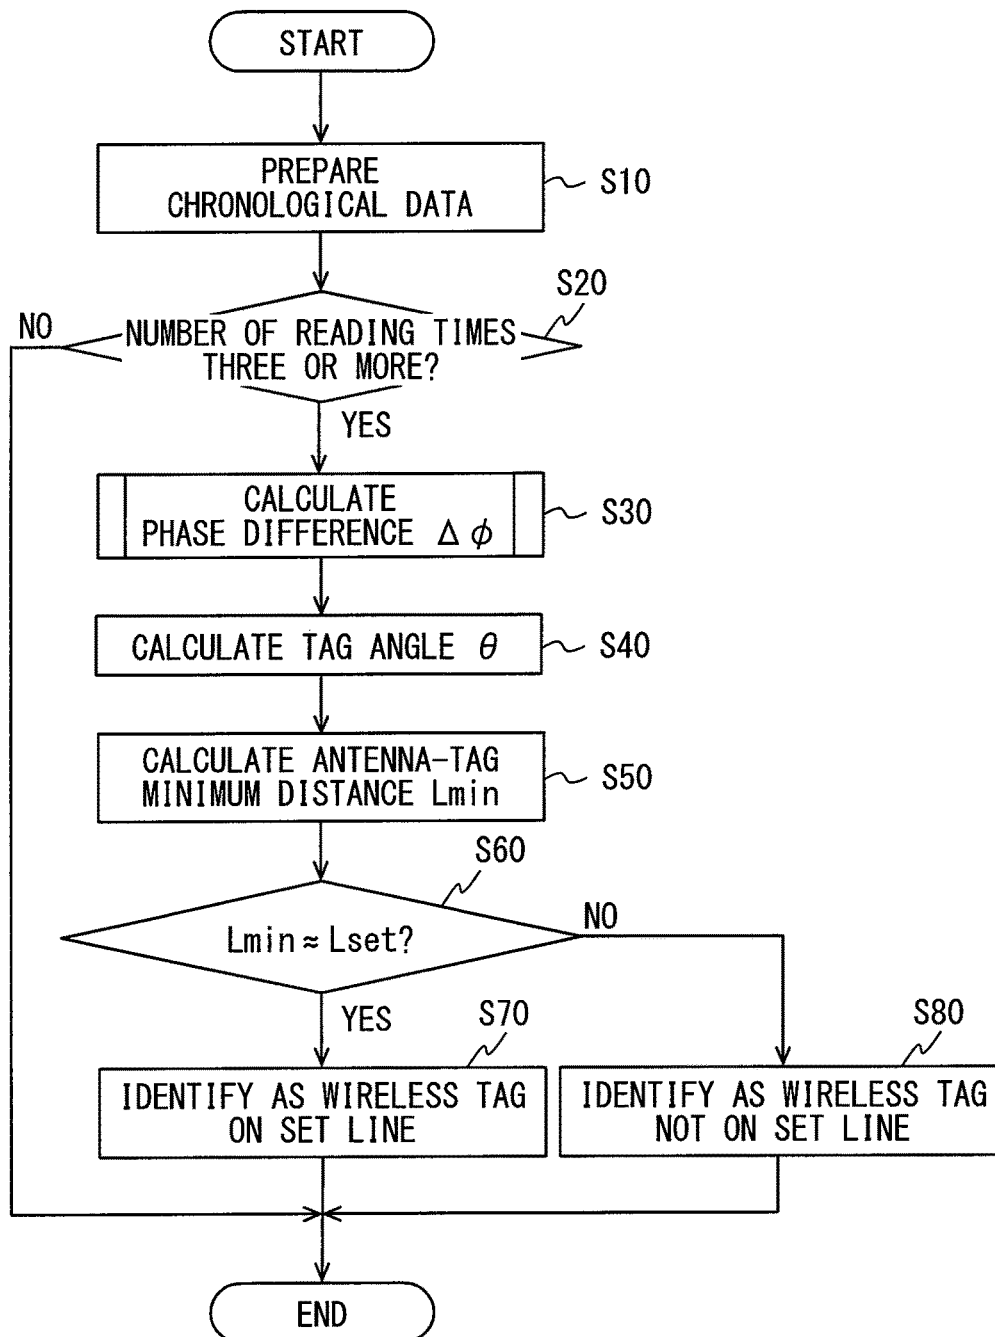 START
PREPARE
CHRONOLOGICAL DATA
S10
S20
NO
NUMBER OF READING TIMES
THREE OR MORE?
YES
CALCULATE
PHASE DIFFERENCE Δφ
S30
CALCULATE TAG ANGLE θ
S40
CALCULATE ANTENNA-TAG
MINIMUM DISTANCE Lmin
S50
S60
Lmin≈Lset?
NO
YES
S70
S80
IDENTIFY AS WIRELESS TAG
ON SET LINE
IDENTIFY AS WIRELESS TAG
NOT ON SET LINE
END